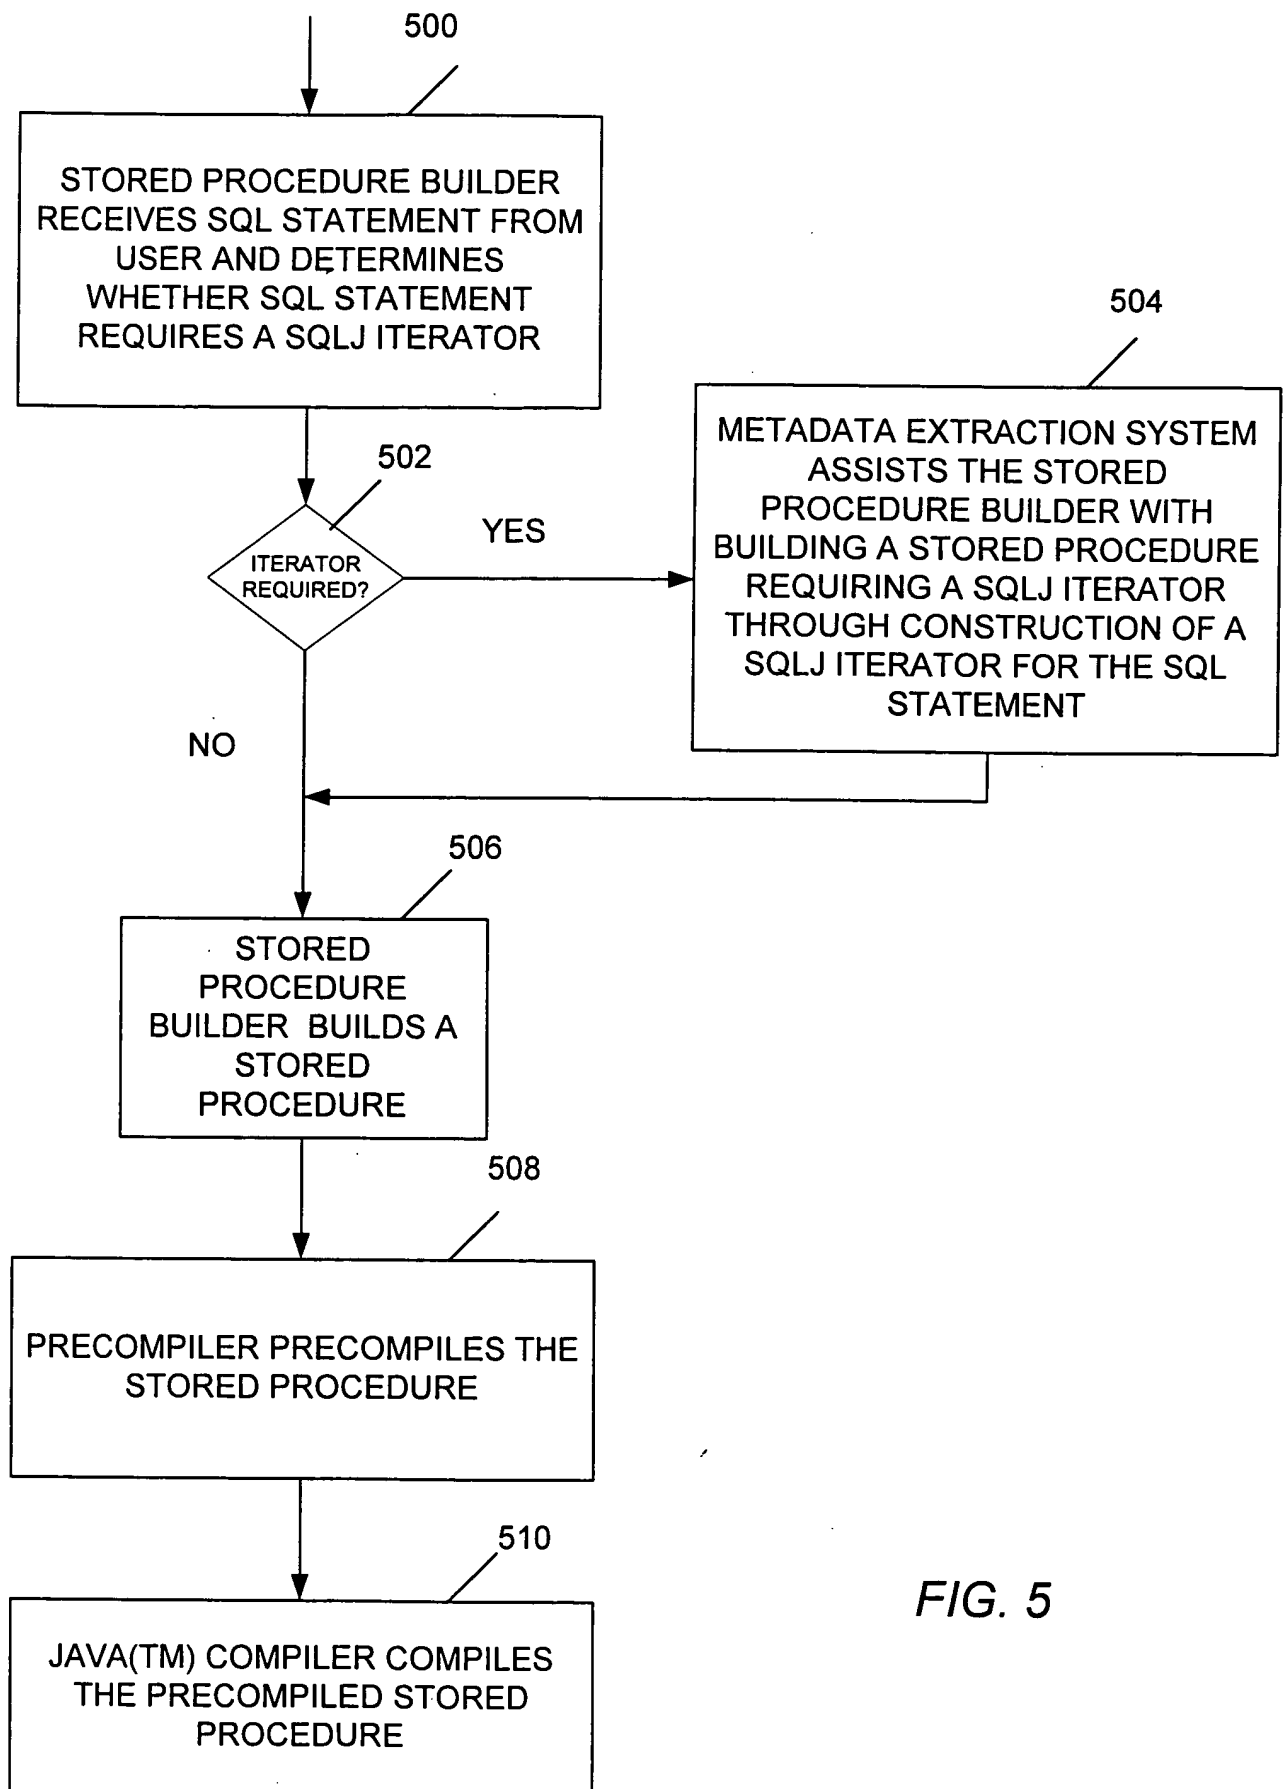 500
STORED PROCEDURE BUILDER
RECEIVES SQL STATEMENT FROM
USER AND DETERMINES
WHETHER SQL STATEMENT
REQUIRES A SQLJ ITERATOR
502
ITERATOR
REQUIRED?
YES
NO
504
METADATA EXTRACTION SYSTEM
ASSISTS THE STORED
PROCEDURE BUILDER WITH
BUILDING A STORED PROCEDURE
REQUIRING A SQLJ ITERATOR
THROUGH CONSTRUCTION OF A
SQLJ ITERATOR FOR THE SQL
STATEMENT
506
STORED
PROCEDURE
BUILDER BUILDS A
STORED
PROCEDURE
508
PRECOMPILER PRECOMPILES THE
STORED PROCEDURE
510
JAVA(TM) COMPILER COMPILES
THE PRECOMPILED STORED
PROCEDURE
FIG. 5